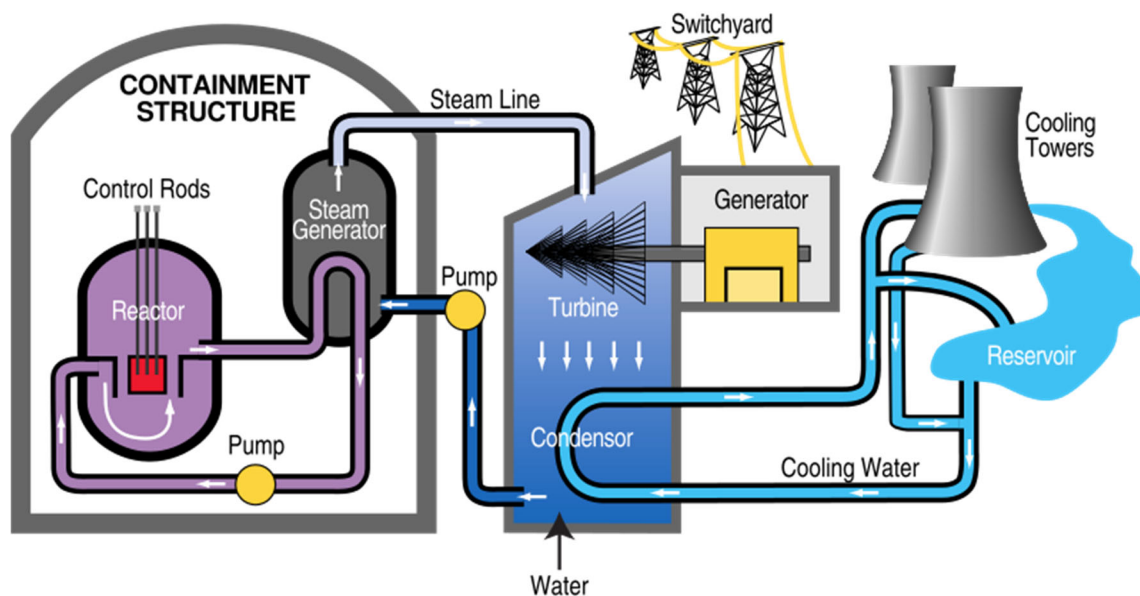 Switchyard
CONTAINMENT
STRUCTURE
Steam Line
Cooling
Towers
Control Rods
Steam
Generator
Generator
Pump
Reactor
Turbine
Reservoir
Condensor
Pump
Cooling Water
Water